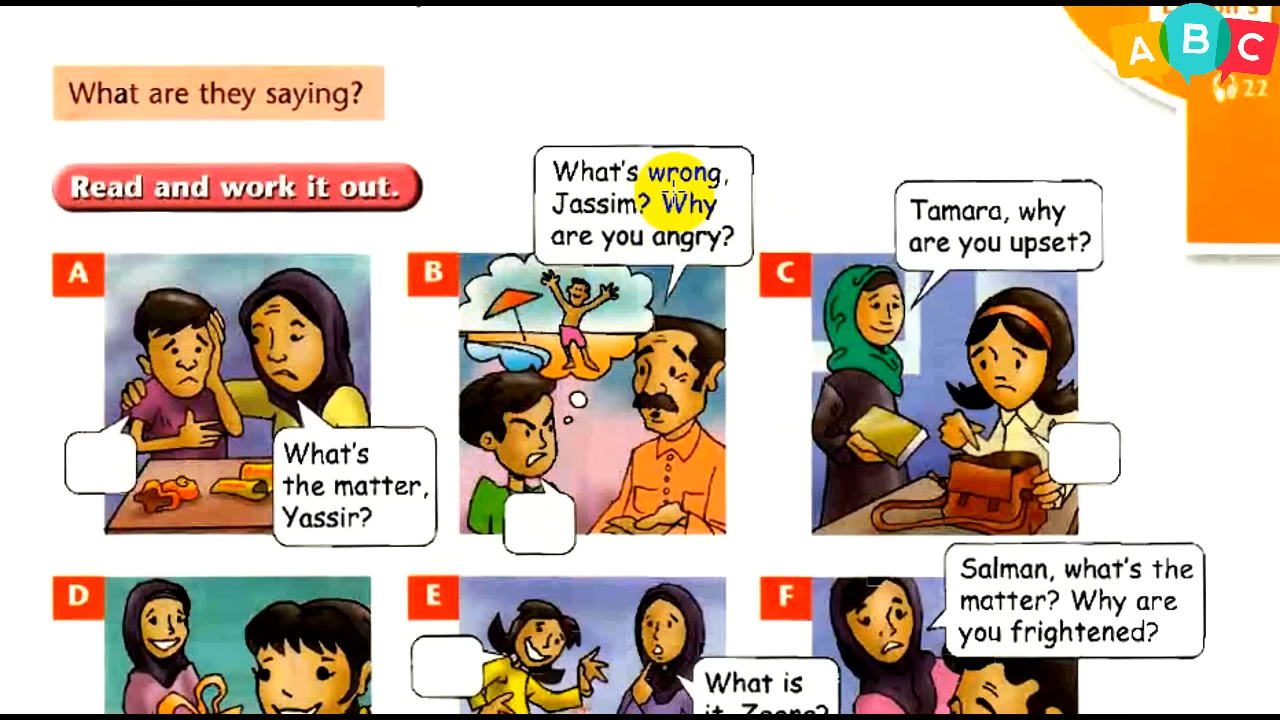 A B C
22
What are they saying?
Read and work it out.
What's wrong,
Jassim? Why
are you angry?
Tamara, why
are you upset?
A
B
C
What's
the matter,
Yassir?
D
E
F
Salman, what's the
matter? Why are
you frightened?
What is